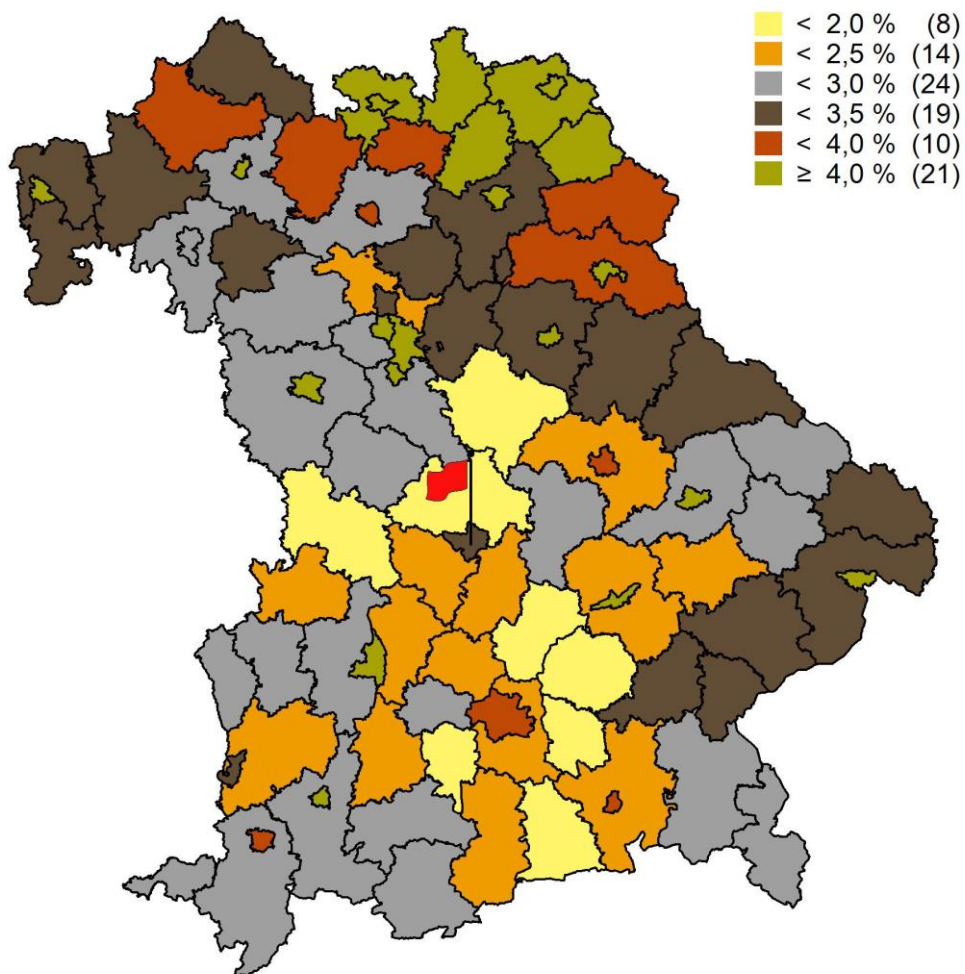 < 2,0 % (8)
< 2,5 % (14)
< 3,0 % (24)
< 3,5 % (19)
< 4,0 % (10)
≥ 4,0 % (21)